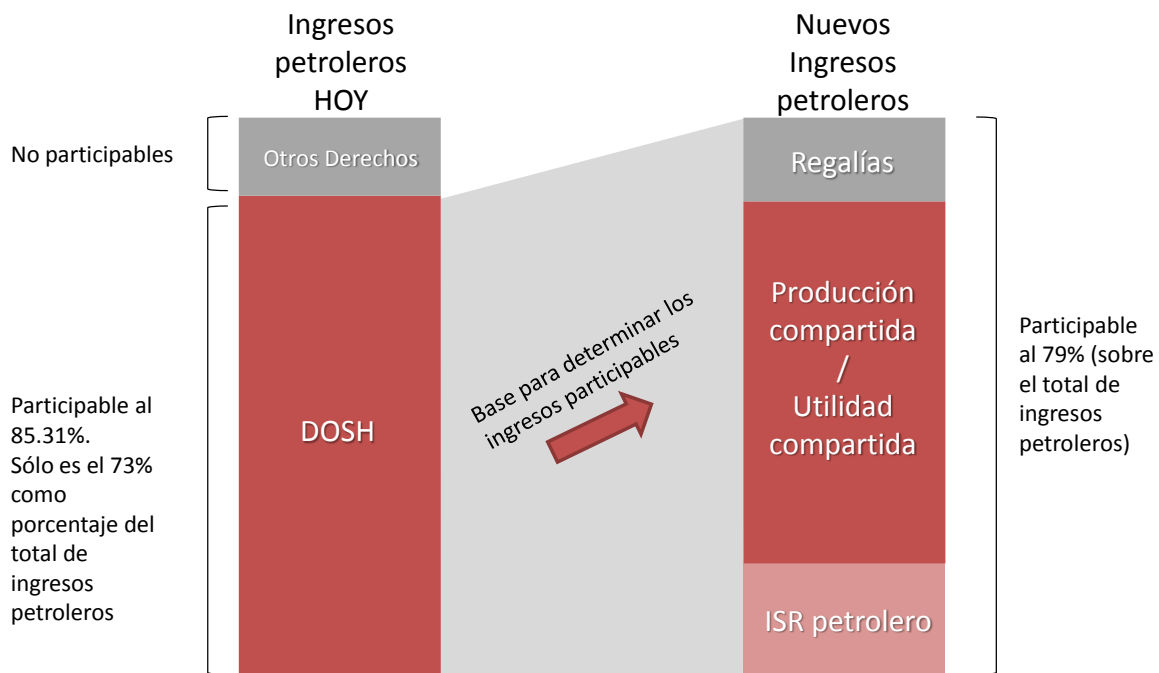 Ingresos
petroleros
HOY
Nuevos
Ingresos
petroleros
No participables
Otros Derechos
Regalías
Participable al
85.31%.
Sólo es el 73%
como
porcentaje del
total de
ingresos
petroleros
DOSH
Base para determinar los
ingresos participables
Producción
compartida
/
Utilidad
compartida
ISR petrolero
Participable
al 79% (sobre
el total de
ingresos
petroleros)